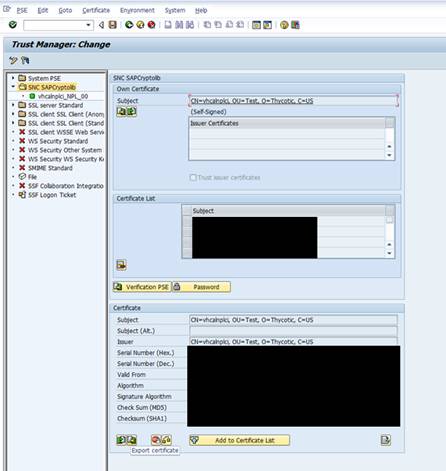 PSE Edit Goto Certificate Environment System Help
Trust Manager: Change
System PSE
SNC SAPCryptolib
vhcalnplci_NPL_00
SSL server Standard
SSL client SSL Client (Anony
SSL client SSL Client (Stand
SSL client WSSE Web Servic
WS Security Standard
WS Security Other System
WS Security WS Security Ke
SMIME Standard
File
SSF Collaboration Integratio
SSF Logon Ticket
SNC SAPCryptolib
Own Certificate
Subject CN=vhcalnplci, OU=Test, O=Thycotic, C=US
(Self-Signed)
Issuer Certificates
Trust issuer certificates
Certificate List
Subject
Verification PSE Password
Certificate
Subject CN=vhcalnplci, OU=Test, O=Thycotic, C=US
Subject (Alt.)
Issuer CN=vhcalnplci, OU=Test, O=Thycotic, C=US
Serial Number (Hex.)
Serial Number (Dec.)
Valid From
Algorithm
Signature Algorithm
Check Sum (MD5)
Checksum (SHA1)
Add to Certificate List
Export certificate